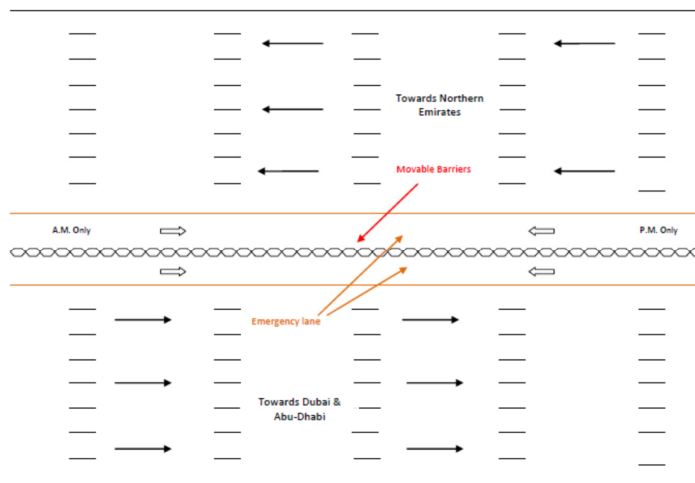 Towards Northern
Emirates
Movable Barriers
A.M. Only
P.M. Only
Emergency lane
Towards Dubai &
Abu-Dhabi